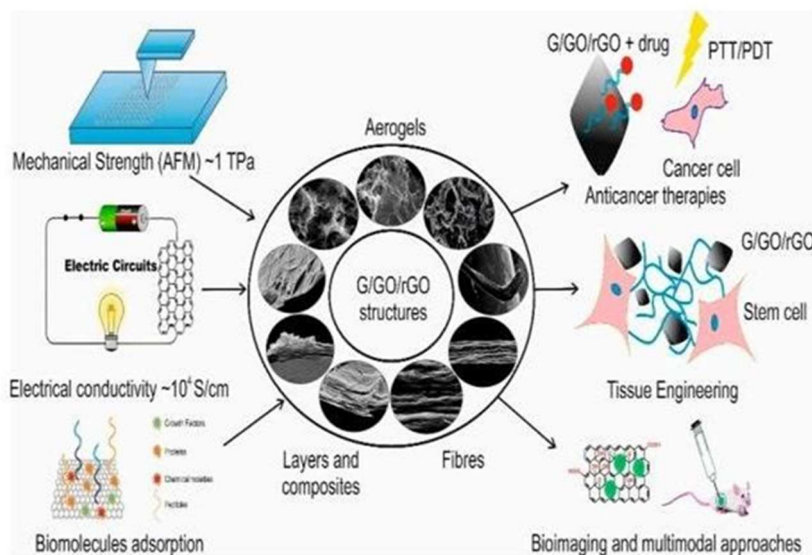 G/GO/rGO + drug
PTT/PDT
Mechanical Strength (AFM) ~1 TPa
Aerogels
Cancer cell
Anticancer therapies
Electric Circuits
G/GO/rGO
structures
G/GO/rGO
Stem cell
Electrical conductivity ~10⁴ S/cm
Tissue Engineering
Growth Factors
Proteins
Chemical moieties
Peptides
Layers and
composites
Fibres
Biomolecules adsorption
Bioimaging and multimodal approaches